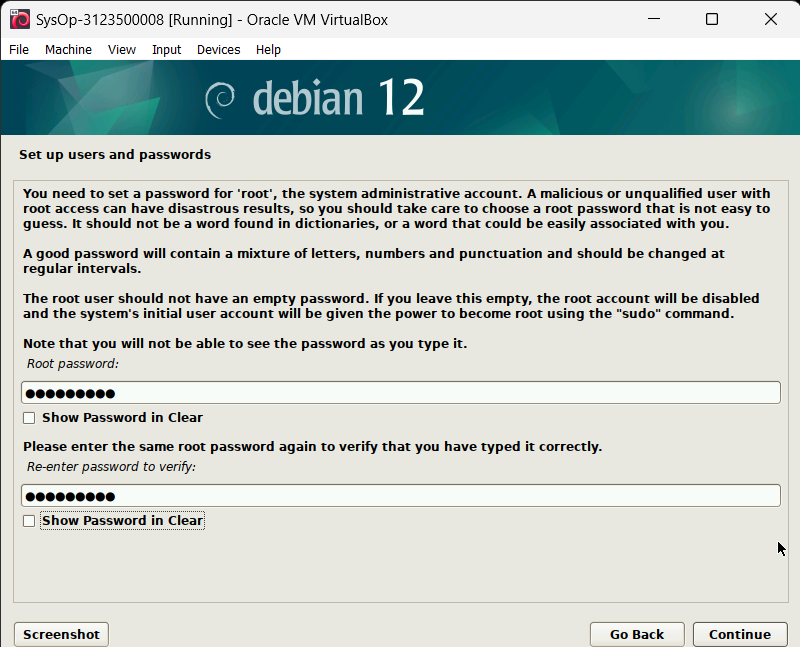 SysOp-3123500008 [Running] - Oracle VM VirtualBox
File Machine View Input Devices Help
debian 12
Set up users and passwords
You need to set a password for 'root', the system administrative account. A malicious or unqualified user with
root access can have disastrous results, so you should take care to choose a root password that is not easy to
guess. It should not be a word found in dictionaries, or a word that could be easily associated with you.
A good password will contain a mixture of letters, numbers and punctuation and should be changed at
regular intervals.
The root user should not have an empty password. If you leave this empty, the root account will be disabled
and the system's initial user account will be given the power to become root using the "sudo" command.
Note that you will not be able to see the password as you type it.
Root password:
●●●●●●●●●
Show Password in Clear
Please enter the same root password again to verify that you have typed it correctly.
Re-enter password to verify:
●●●●●●●●●
Show Password in Clear
Screenshot Go Back Continue